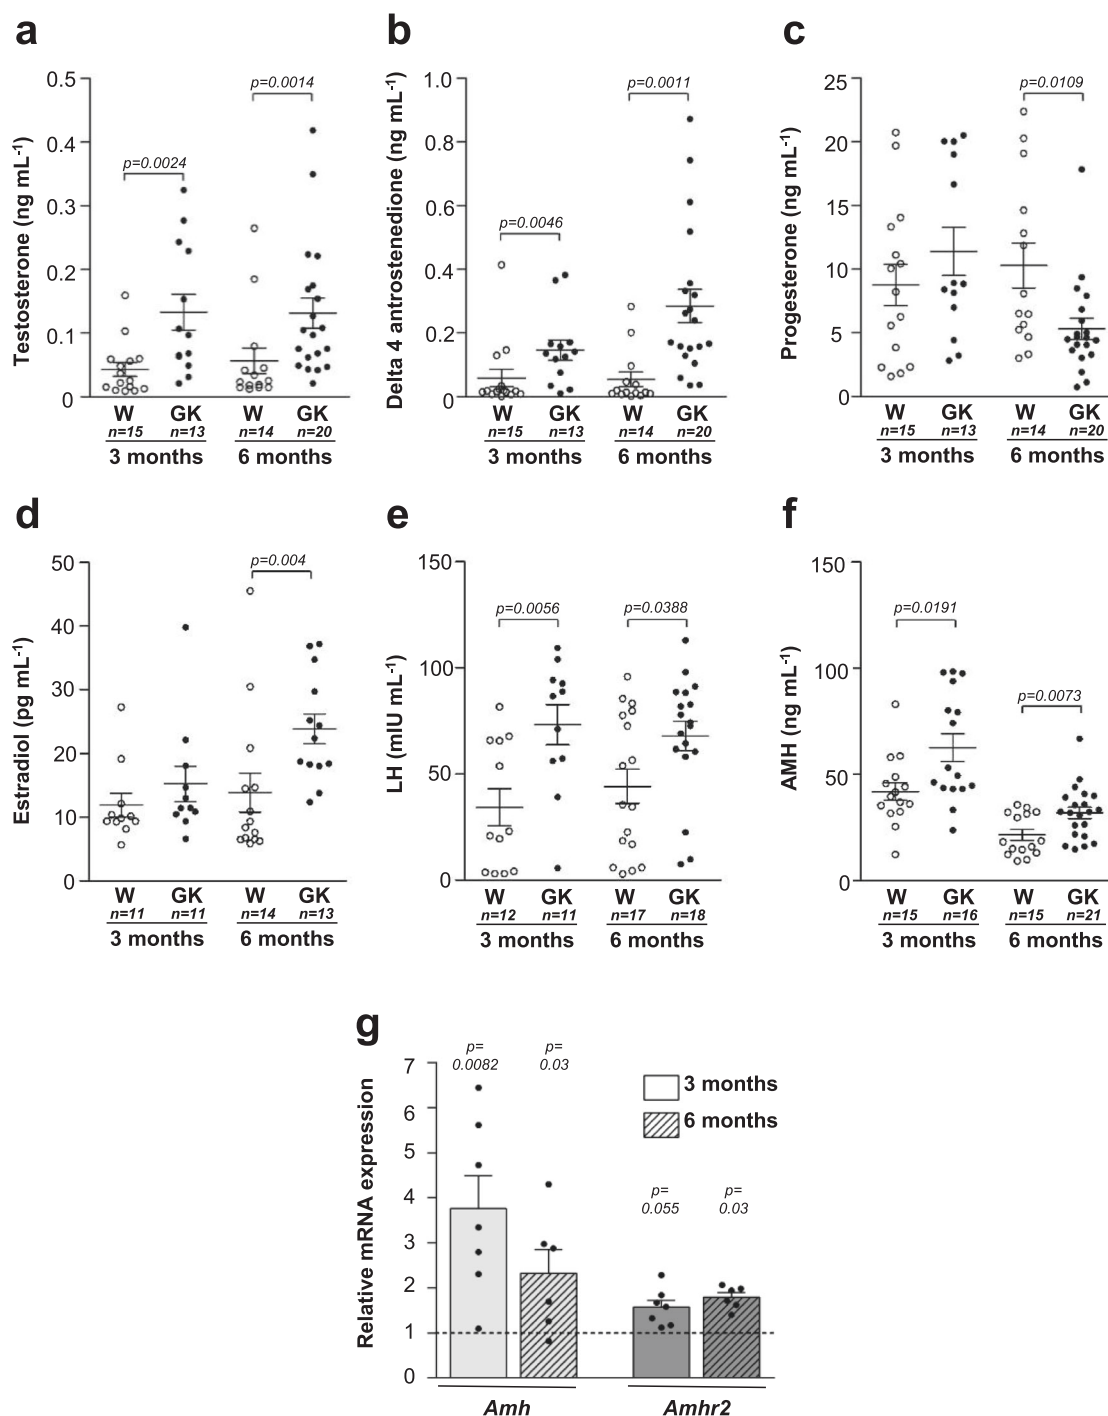 a
Testosterone (ng mL-1)
0.5
0.4
0.3
0.2
0.1
0
p=0.0024
p=0.0014
W GK W GK
n=15 n=13 n=14 n=20
3 months 6 months
b
Delta 4 antrostenedione (ng mL-1)
1.0
0.8
0.6
0.4
0.2
0
p=0.0046
p=0.0011
W GK W GK
n=15 n=13 n=14 n=20
3 months 6 months
c
Progesterone (ng mL-1)
25
20
15
10
5
0
p=0.0109
W GK W GK
n=15 n=13 n=14 n=20
3 months 6 months
d
Estradiol (pg mL-1)
50
40
30
20
10
0
p=0.004
W GK W GK
n=11 n=11 n=14 n=13
3 months 6 months
e
LH (mIU mL-1)
150
100
50
0
p=0.0056
p=0.0388
W GK W GK
n=12 n=11 n=17 n=18
3 months 6 months
f
AMH (ng mL-1)
150
100
50
0
p=0.0191
p=0.0073
W GK W GK
n=15 n=16 n=15 n=21
3 months 6 months
g
Relative mRNA expression
7
6
5
4
3
2
1
0
p=
0.0082
p=
0.03
p=
0.055
p=
0.03
3 months
6 months
Amh Amhr2